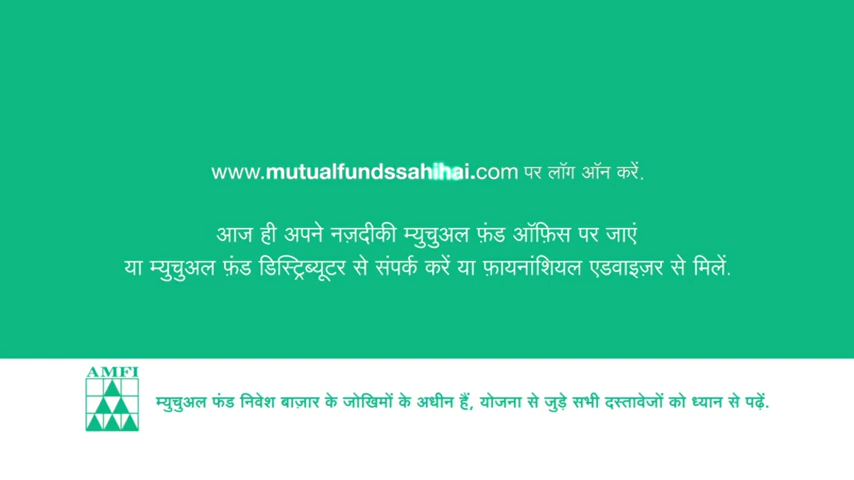 www.mutualfundssahihai.com पर लॉग ऑन करें.
आज ही अपने नज़दीकी म्युचुअल फ़ंड ऑफ़िस पर जाएं
या म्युचुअल फ़ंड डिस्ट्रिब्यूटर से संपर्क करें या फ़ायनांशियल एडवाइज़र से मिलें.
AMFI
म्युचुअल फंड निवेश बाज़ार के जोखिमों के अधीन हैं, योजना से जुड़े सभी दस्तावेजों को ध्यान से पढ़ें.